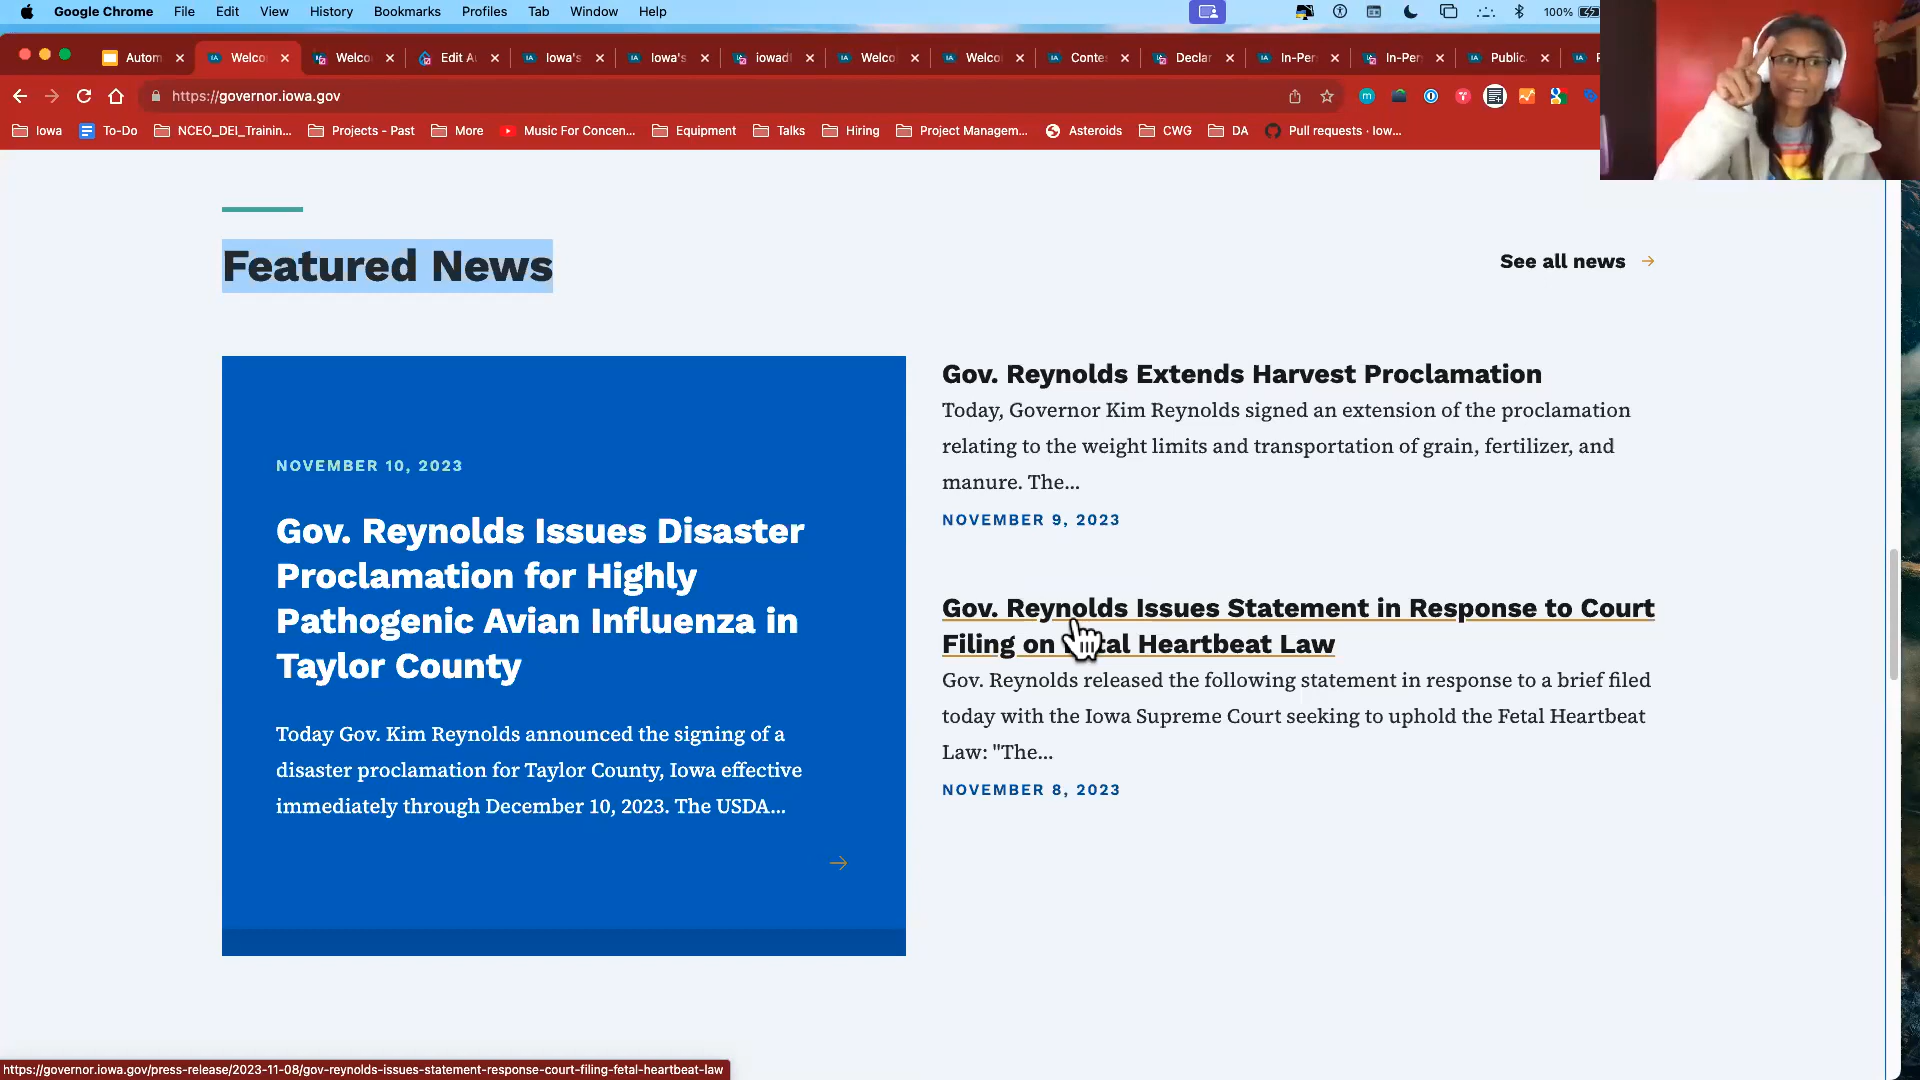 Google Chrome File Edit View History Bookmarks Profiles Tab Window Help 100%
Autom Welco Welco Edit A Iowa's Iowa's iowad Welco Welco Conte Declar In-Per In-Per Public
https://governor.iowa.gov
Iowa To-Do NCEO_DEI_Trainin... Projects - Past More Music For Concen... Equipment Talks Hiring Project Managem... Asteroids CWG DA Pull requests · Iow...
Featured News
See all news
NOVEMBER 10, 2023
Gov. Reynolds Issues Disaster
Proclamation for Highly
Pathogenic Avian Influenza in
Taylor County
Today Gov. Kim Reynolds announced the signing of a
disaster proclamation for Taylor County, Iowa effective
immediately through December 10, 2023. The USDA...
Gov. Reynolds Extends Harvest Proclamation
Today, Governor Kim Reynolds signed an extension of the proclamation
relating to the weight limits and transportation of grain, fertilizer, and
manure. The...
NOVEMBER 9, 2023
Gov. Reynolds Issues Statement in Response to Court
Filing on Fetal Heartbeat Law
Gov. Reynolds released the following statement in response to a brief filed
today with the Iowa Supreme Court seeking to uphold the Fetal Heartbeat
Law: "The...
NOVEMBER 8, 2023
https://governor.iowa.gov/press-release/2023-11-08/gov-reynolds-issues-statement-response-court-filing-fetal-heartbeat-law